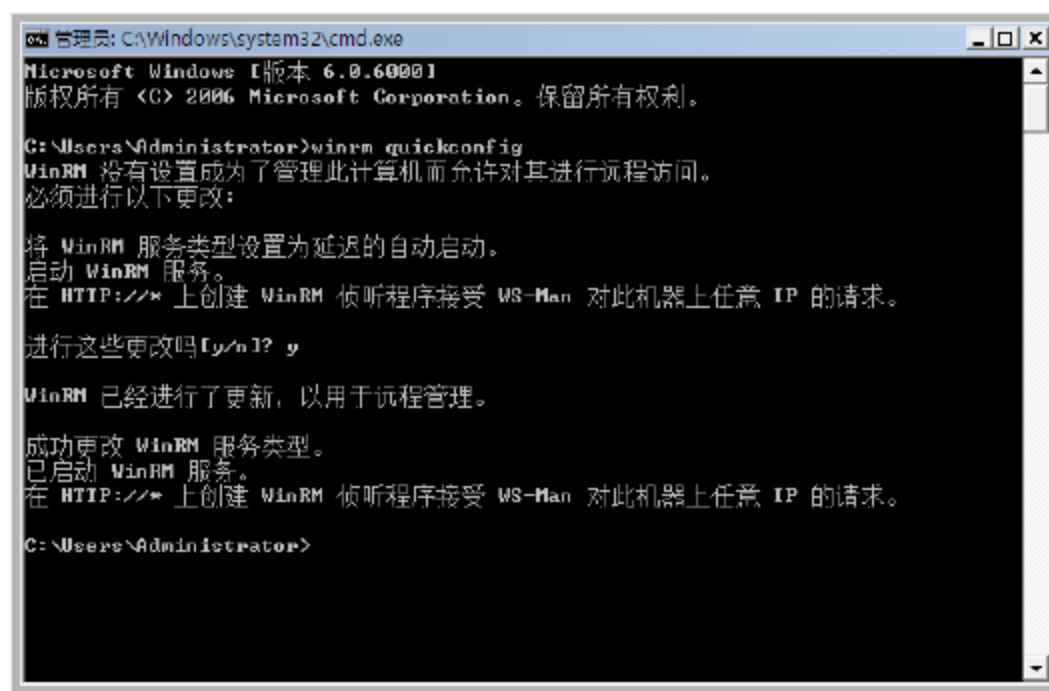 管理员: C:\Windows\system32\cmd.exe
Microsoft Windows [版本 6.0.6000]
版权所有 (C) 2006 Microsoft Corporation。保留所有权利。
C:\Users\Administrator>winrm quickconfig
WinRM 没有设置成为了管理此计算机而允许对其进行远程访问。
必须进行以下更改:
将 WinRM 服务类型设置为延迟的自动启动。
启动 WinRM 服务。
在 HTTP://* 上创建 WinRM 侦听程序接受 WS-Man 对此机器上任意 IP 的请求。
进行这些更改吗[y/n]? y
WinRM 已经进行了更新，以用于远程管理。
成功更改 WinRM 服务类型。
已启动 WinRM 服务。
在 HTTP://* 上创建 WinRM 侦听程序接受 WS-Man 对此机器上任意 IP 的请求。
C:\Users\Administrator>